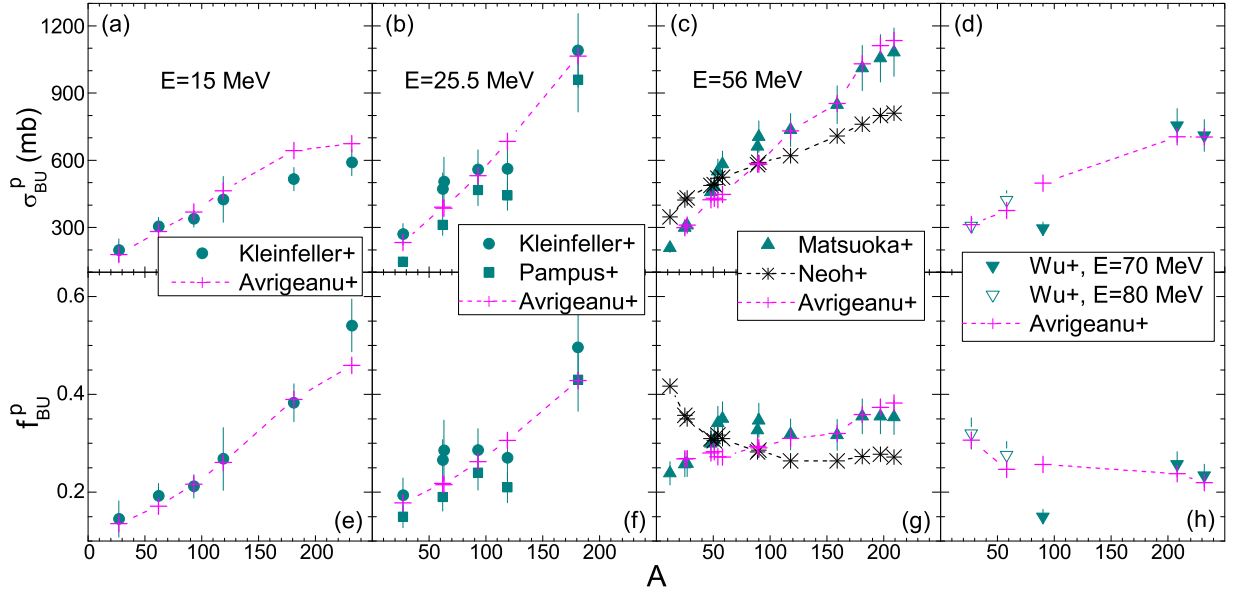 (a)
(b)
(c)
(d)
E=15 MeV
E=25.5 MeV
E=56 MeV
1200
900
600
300
σ^p_BU (mb)
Kleinfeller+
Avrigeanu+
Kleinfeller+
Pampus+
Avrigeanu+
Matsuoka+
Neoh+
Avrigeanu+
Wu+, E=70 MeV
Wu+, E=80 MeV
Avrigeanu+
0.6
0.4
0.2
f^p_BU
(e)
(f)
(g)
(h)
0 50 100 150 200
50 100 150 200
50 100 150 200
50 100 150 200
A